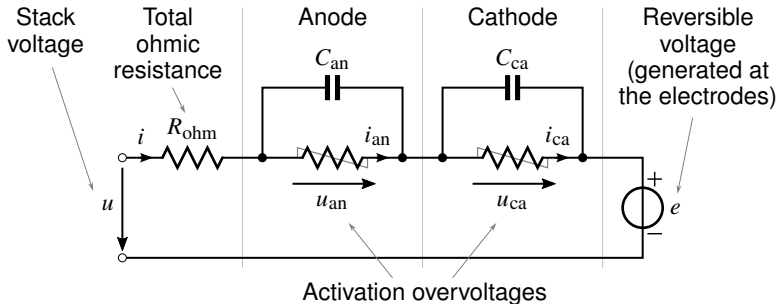 Stack
voltage
Total
ohmic
resistance
Anode
Cathode
Reversible
voltage
(generated at
the electrodes)
C_an
C_ca
i
R_ohm
i_an
i_ca
u
u_an
u_ca
+
e
−
Activation overvoltages